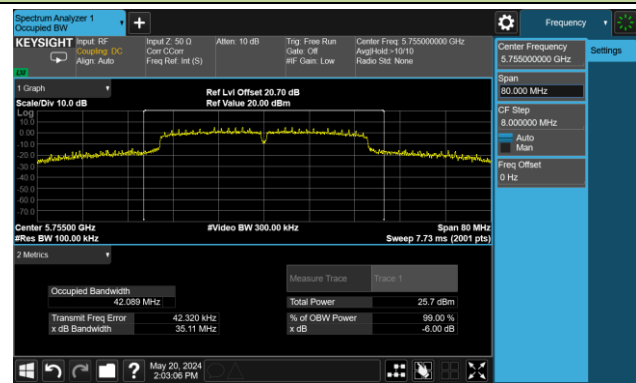 Spectrum Analyzer 1
Occupied BW
Frequency
KEYSIGHT
Input: RF
Coupling: DC
Align: Auto
Input Z: 50 Ω
Corr CCorr
Freq Ref: Int (S)
Atten: 10 dB
Trig: Free Run
Gate: Off
#IF Gain: Low
Center Freq: 5.755000000 GHz
Avg|Hold:>10/10
Radio Std: None
Center Frequency
5.755000000 GHz
Settings
Span
80.000 MHz
CF Step
8.000000 MHz
Auto
Man
Freq Offset
0 Hz
1 Graph
Scale/Div 10.0 dB
Ref Lvl Offset 20.70 dB
Ref Value 20.00 dBm
Log
10.0
0.00
-10.0
-20.0
-30.0
-40.0
-50.0
-60.0
-70.0
Center 5.75500 GHz
#Res BW 100.00 kHz
#Video BW 300.00 kHz
Span 80 MHz
Sweep 7.73 ms (2001 pts)
2 Metrics
Measure Trace
Trace 1
Occupied Bandwidth
42.089 MHz
Total Power
25.7 dBm
Transmit Freq Error
42.320 kHz
% of OBW Power
99.00 %
x dB Bandwidth
35.11 MHz
x dB
-6.00 dB
May 20, 2024
2:03:06 PM